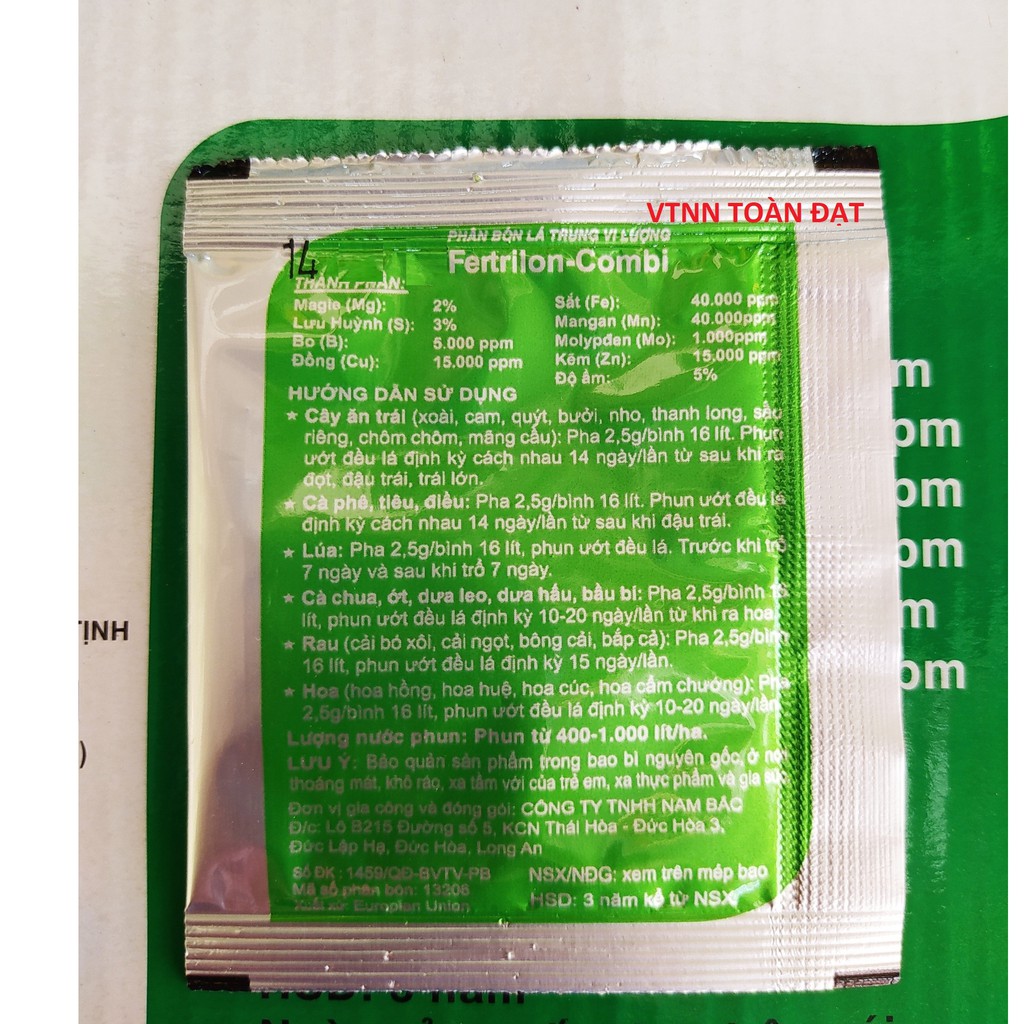 VTNN TOÀN ĐẠT
PHÂN BÓN LÁ TRUNG VI LƯỢNG
Fertrilon-Combi
14
Magie (Mg): 2%
Lưu Huỳnh (S): 3%
Bo (B): 5.000 ppm
Đồng (Cu): 15.000 ppm
Sắt (Fe): 40.000 ppm
Mangan (Mn): 40.000ppm
Molypđen (Mo): 1.000ppm
Kẽm (Zn): 15.000 ppm
Độ ẩm: 5%
HƯỚNG DẪN SỬ DỤNG
★ Cây ăn trái (xoài, cam, quýt, bưởi, nho, thanh long, sầu
riêng, chôm chôm, mãng cầu): Pha 2,5g/bình 16 lít. Phun
ướt đều lá định kỳ cách nhau 14 ngày/lần từ sau khi ra
đọt, đậu trái, trái lớn.
★ Cà phê, tiêu, điều: Pha 2,5g/bình 16 lít. Phun ướt đều lá
định kỳ cách nhau 14 ngày/lần từ sau khi đậu trái.
★ Lúa: Pha 2,5g/bình 16 lít, phun ướt đều lá. Trước khi trổ
7 ngày và sau khi trổ 7 ngày.
★ Cà chua, ớt, dưa leo, dưa hấu, bầu bí: Pha 2,5g/bình 16
lít, phun ướt đều lá định kỳ 10-20 ngày/lần từ khi ra hoa
★ Rau (cải bó xôi, cải ngọt, bông cải, bắp cả): Pha 2,5g/bình
16 lít, phun ướt đều lá định kỳ 15 ngày/lần.
★ Hoa (hoa hồng, hoa huệ, hoa cúc, hoa cẩm chướng): Pha
2,5g/bình 16 lít, phun ướt đều lá định kỳ 10-20 ngày/lần
Lượng nước phun: Phun từ 400-1.000 lít/ha.
LƯU Ý: Bảo quản sản phẩm trong bao bì nguyên gốc, ở nơi
thoáng mát, khô ráo, xa tầm với của trẻ em, xa thực phẩm và gia súc
Đơn vị gia công và đóng gói: CÔNG TY TNHH NAM BẮC
Đ/c: Lô B215 Đường số 5, KCN Thái Hòa - Đức Hòa 3,
Đức Lập Hạ, Đức Hòa, Long An
Số ĐK : 1459/QĐ-BVTV-PB
Mã số phân bón: 13206
Xuất xứ: Europian Union
NSX/NĐG: xem trên mép bao
HSD: 3 năm kể từ NSX